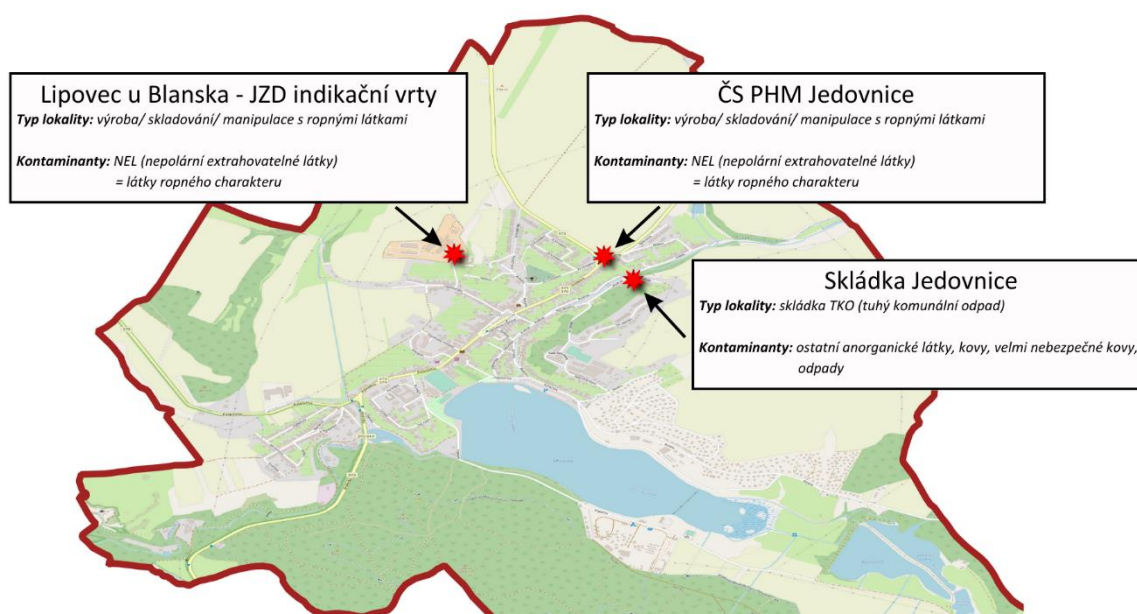 Lipovec u Blanska - JZD indikační vrty
Typ lokality: výroba/ skladování/ manipulace s ropnými látkami
Kontaminanty: NEL (nepolární extrahovatelné látky)
= látky ropného charakteru
ČS PHM Jedovnice
Typ lokality: výroba/ skladování/ manipulace s ropnými látkami
Kontaminanty: NEL (nepolární extrahovatelné látky)
= látky ropného charakteru
Skládka Jedovnice
Typ lokality: skládka TKO (tuhý komunální odpad)
Kontaminanty: ostatní anorganické látky, kovy, velmi nebezpečné kovy,
odpady